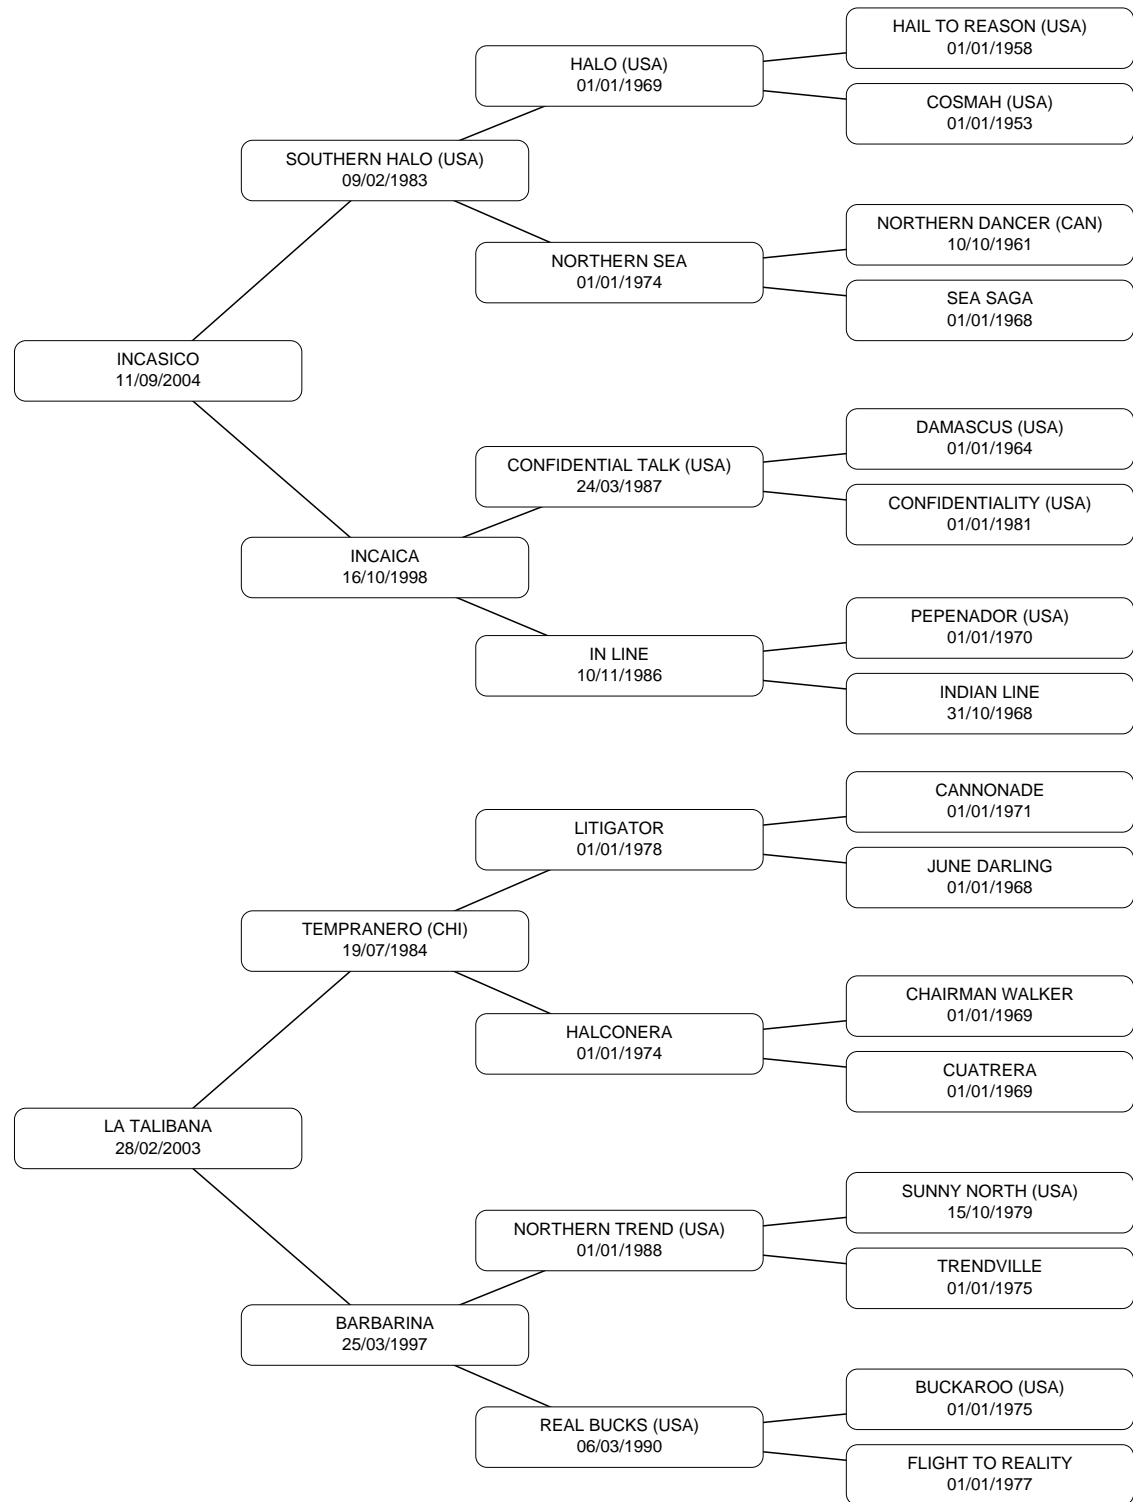 HAIL TO REASON (USA)
01/01/1958
HALO (USA)
01/01/1969
COSMAH (USA)
01/01/1953
SOUTHERN HALO (USA)
09/02/1983
NORTHERN DANCER (CAN)
10/10/1961
NORTHERN SEA
01/01/1974
SEA SAGA
01/01/1968
INCASICO
11/09/2004
DAMASCUS (USA)
01/01/1964
CONFIDENTIAL TALK (USA)
24/03/1987
CONFIDENTIALITY (USA)
01/01/1981
INCAICA
16/10/1998
PEPENADOR (USA)
01/01/1970
IN LINE
10/11/1986
INDIAN LINE
31/10/1968
CANNONADE
01/01/1971
LITIGATOR
01/01/1978
JUNE DARLING
01/01/1968
TEMPRANERO (CHI)
19/07/1984
CHAIRMAN WALKER
01/01/1969
HALCONERA
01/01/1974
CUATRERA
01/01/1969
LA TALIBANA
28/02/2003
SUNNY NORTH (USA)
15/10/1979
NORTHERN TREND (USA)
01/01/1988
TRENDVILLE
01/01/1975
BARBARINA
25/03/1997
BUCKAROO (USA)
01/01/1975
REAL BUCKS (USA)
06/03/1990
FLIGHT TO REALITY
01/01/1977